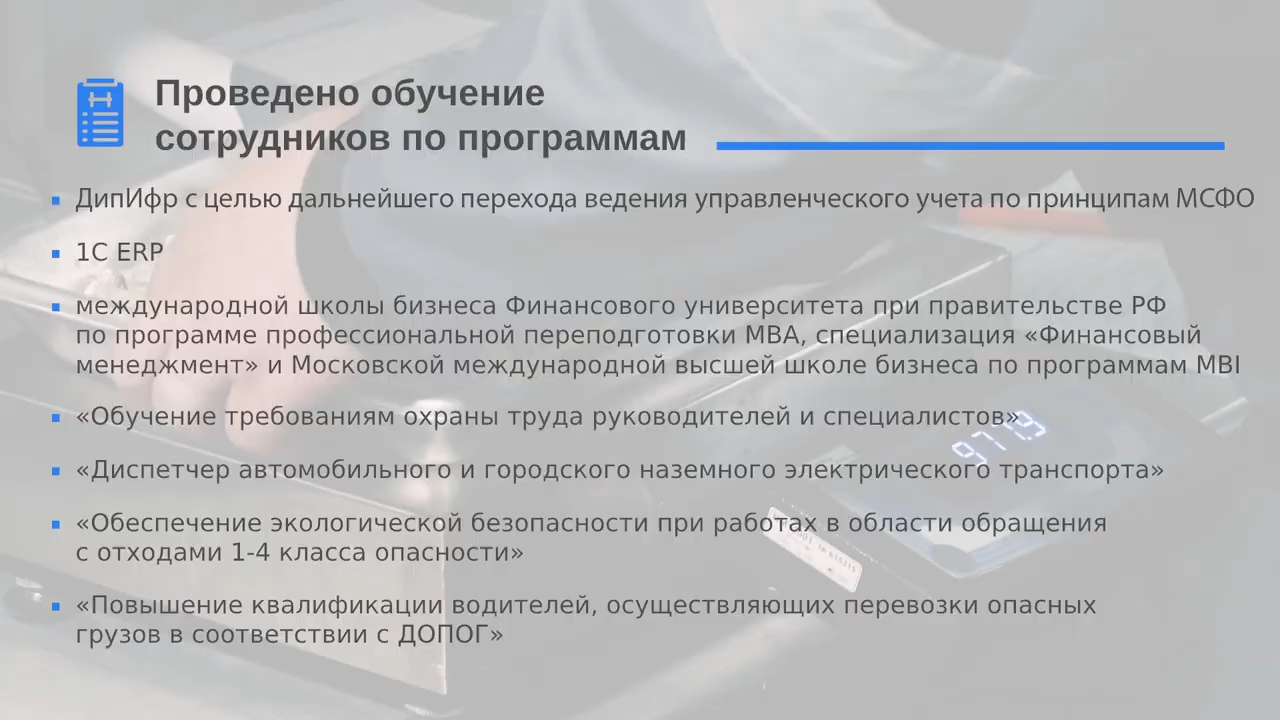 Проведено обучение
сотрудников по программам
ДипИфр с целью дальнейшего перехода ведения управленческого учета по принципам МСФО
1С ERP
международной школы бизнеса Финансового университета при правительстве РФ
по программе профессиональной переподготовки МВА, специализация «Финансовый
менеджмент» и Московской международной высшей школе бизнеса по программам MBI
«Обучение требованиям охраны труда руководителей и специалистов»
977.9
«Диспетчер автомобильного и городского наземного электрического транспорта»
«Обеспечение экологической безопасности при работах в области обращения
с отходами 1-4 класса опасности»
«Повышение квалификации водителей, осуществляющих перевозки опасных
грузов в соответствии с ДОПОГ»